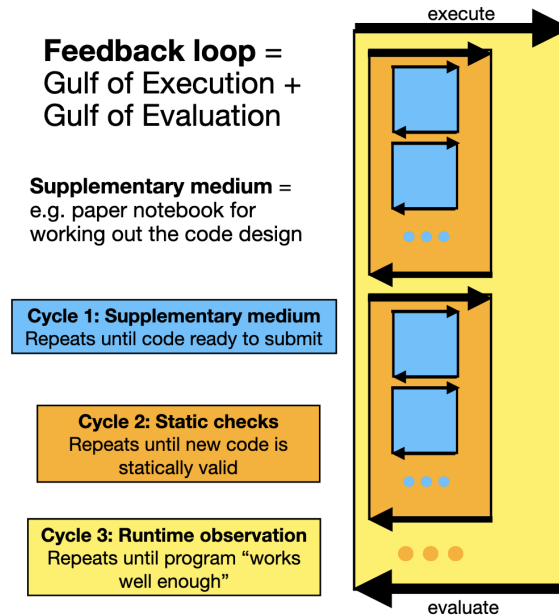 execute
Feedback loop =
Gulf of Execution +
Gulf of Evaluation
Supplementary medium =
e.g. paper notebook for
working out the code design
Cycle 1: Supplementary medium
Repeats until code ready to submit
Cycle 2: Static checks
Repeats until new code is
statically valid
Cycle 3: Runtime observation
Repeats until program “works
well enough”
evaluate